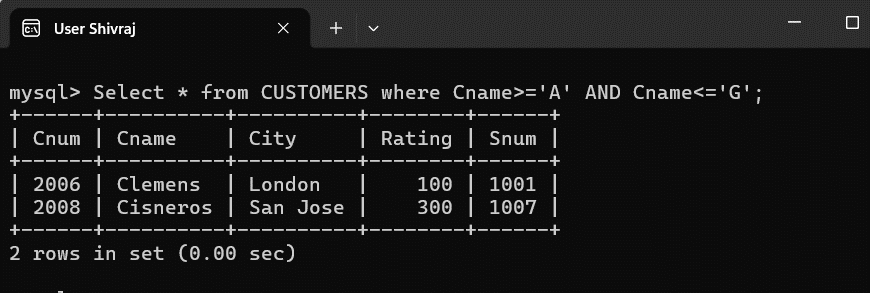 User Shivraj
mysql> Select * from CUSTOMERS where Cname>='A' AND Cname<='G';
+------+----------+----------+--------+------+
| Cnum | Cname    | City     | Rating | Snum |
+------+----------+----------+--------+------+
| 2006 | Clemens  | London   |    100 | 1001 |
| 2008 | Cisneros | San Jose |    300 | 1007 |
+------+----------+----------+--------+------+
2 rows in set (0.00 sec)